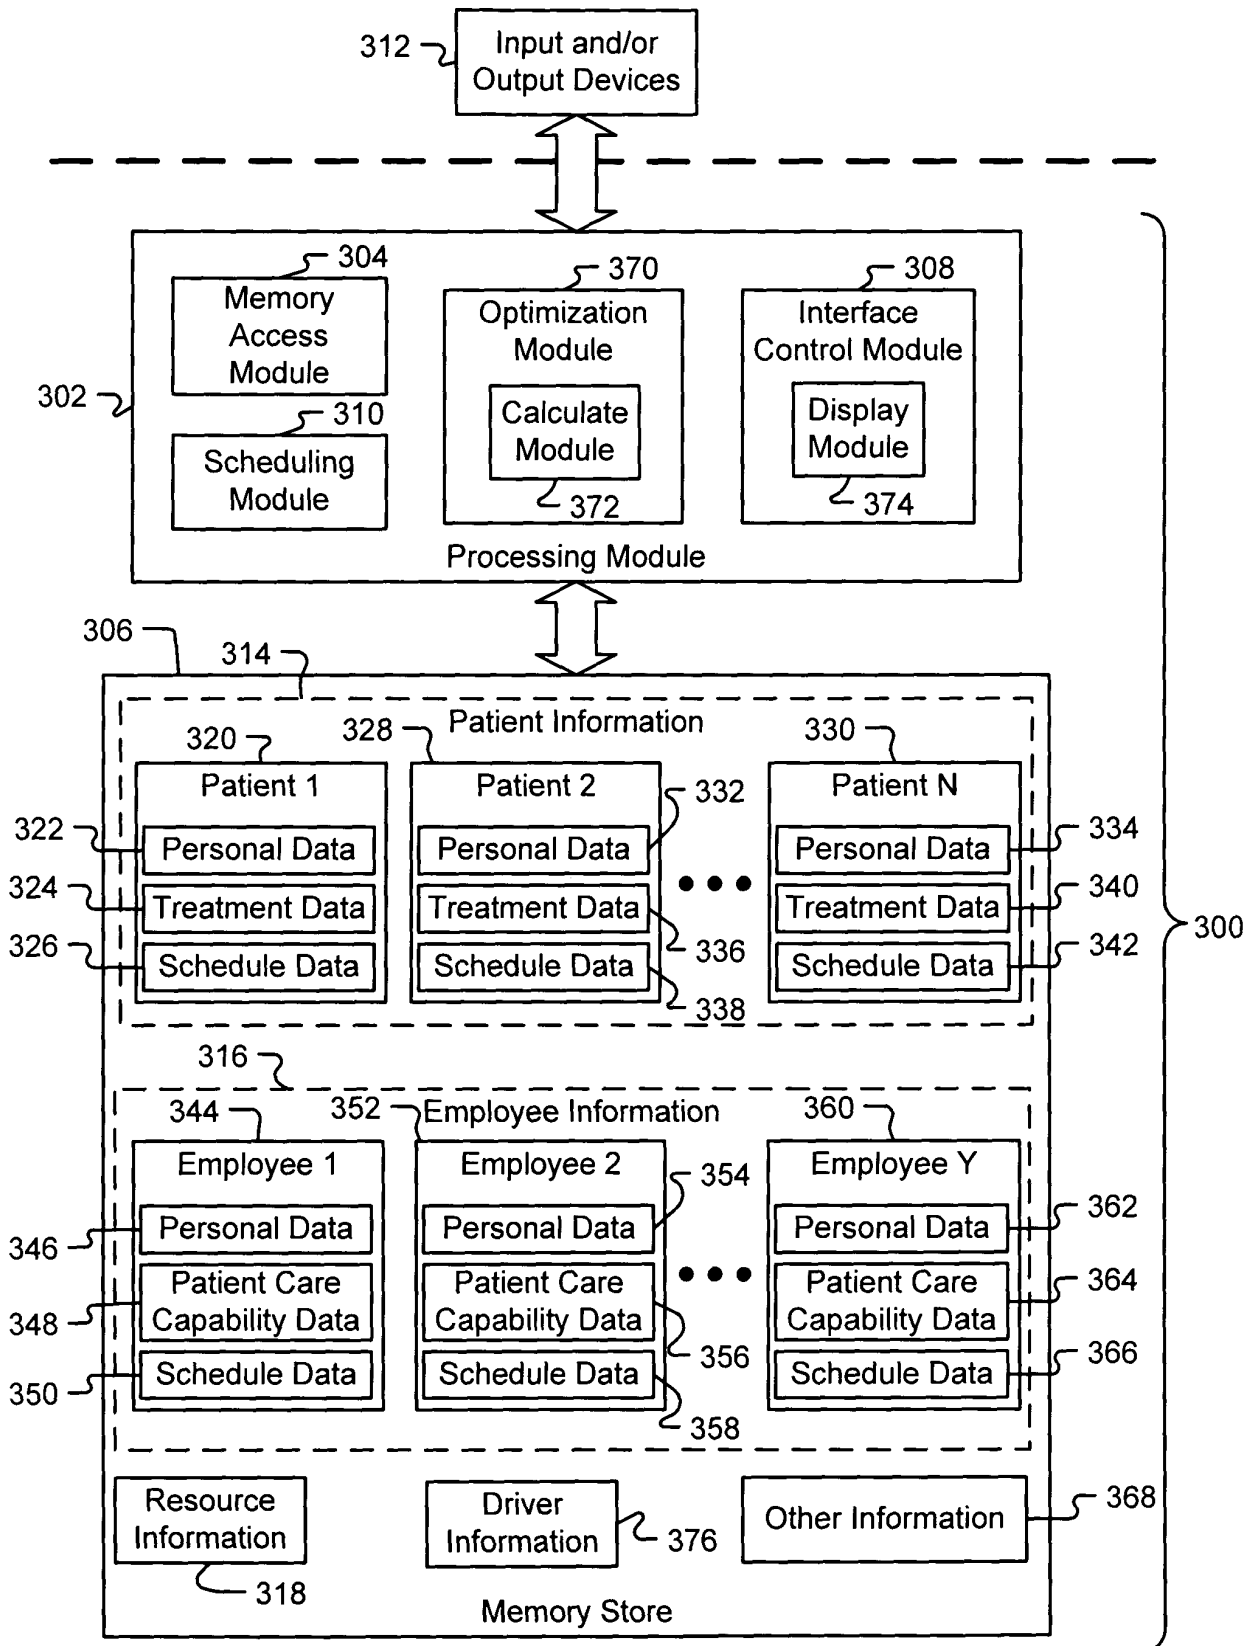 312
Input and/or
Output Devices
304
370
308
Memory
Access
Module
Optimization
Module
Interface
Control Module
302
310
Calculate
Module
Display
Module
Scheduling
Module
372
374
Processing Module
306
314
Patient Information
320
328
330
Patient 1
Patient 2
Patient N
332
334
322
Personal Data
Personal Data
Personal Data
324
Treatment Data
Treatment Data
Treatment Data
340
336
326
Schedule Data
Schedule Data
Schedule Data
342
338
300
316
Employee Information
344
352
360
Employee 1
Employee 2
Employee Y
354
362
346
Personal Data
Personal Data
Personal Data
348
Patient Care
Capability Data
Patient Care
Capability Data
Patient Care
Capability Data
364
356
350
Schedule Data
Schedule Data
Schedule Data
366
358
Resource
Information
Driver
Information
Other Information
368
376
318
Memory Store